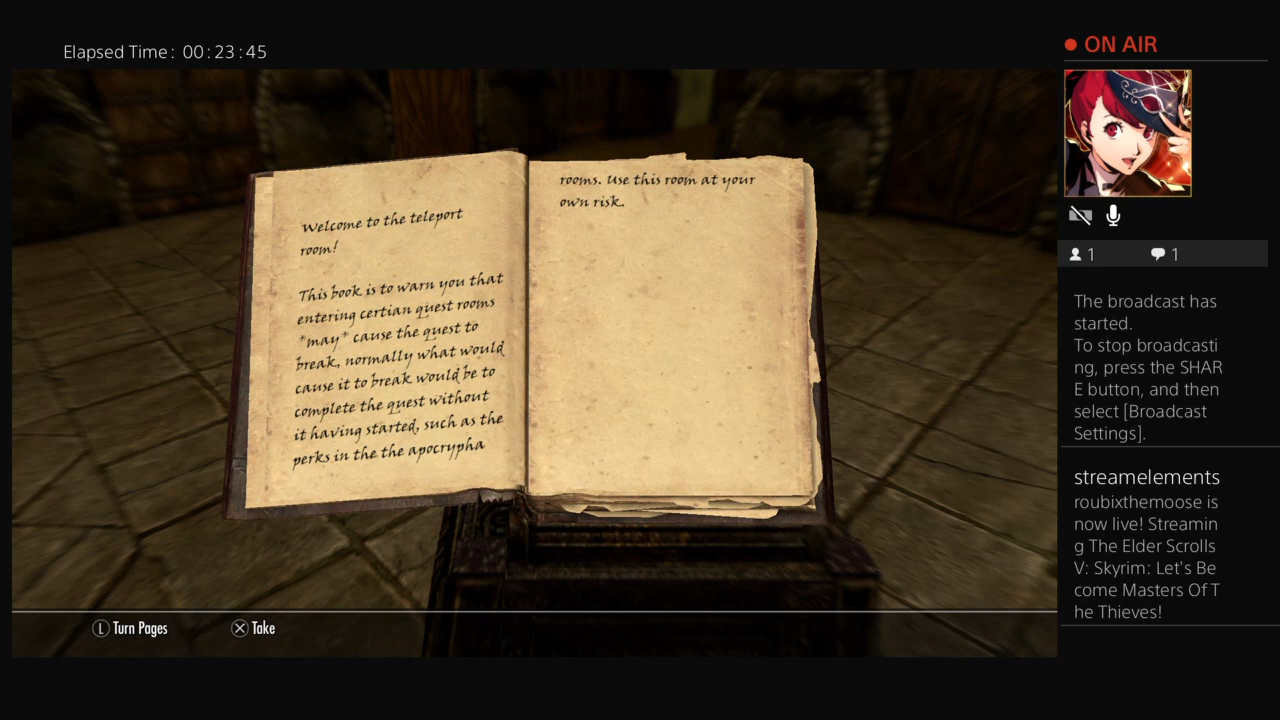 Elapsed Time: 00:23:45
ON AIR
Welcome to the teleport
room!
This book is to warn you that
entering certian quest rooms
*may* cause the quest to
break, normally what would
cause it to break would be to
complete the quest without
it having started, such as the
perks in the the apocrypha
rooms. Use this room at your
own risk.
L Turn Pages
X Take
1
1
The broadcast has
started.
To stop broadcasti
ng, press the SHAR
E button, and then
select [Broadcast
Settings].
streamelements
roubixthemoose is
now live! Streamin
g The Elder Scrolls
V: Skyrim: Let's Be
come Masters Of T
he Thieves!